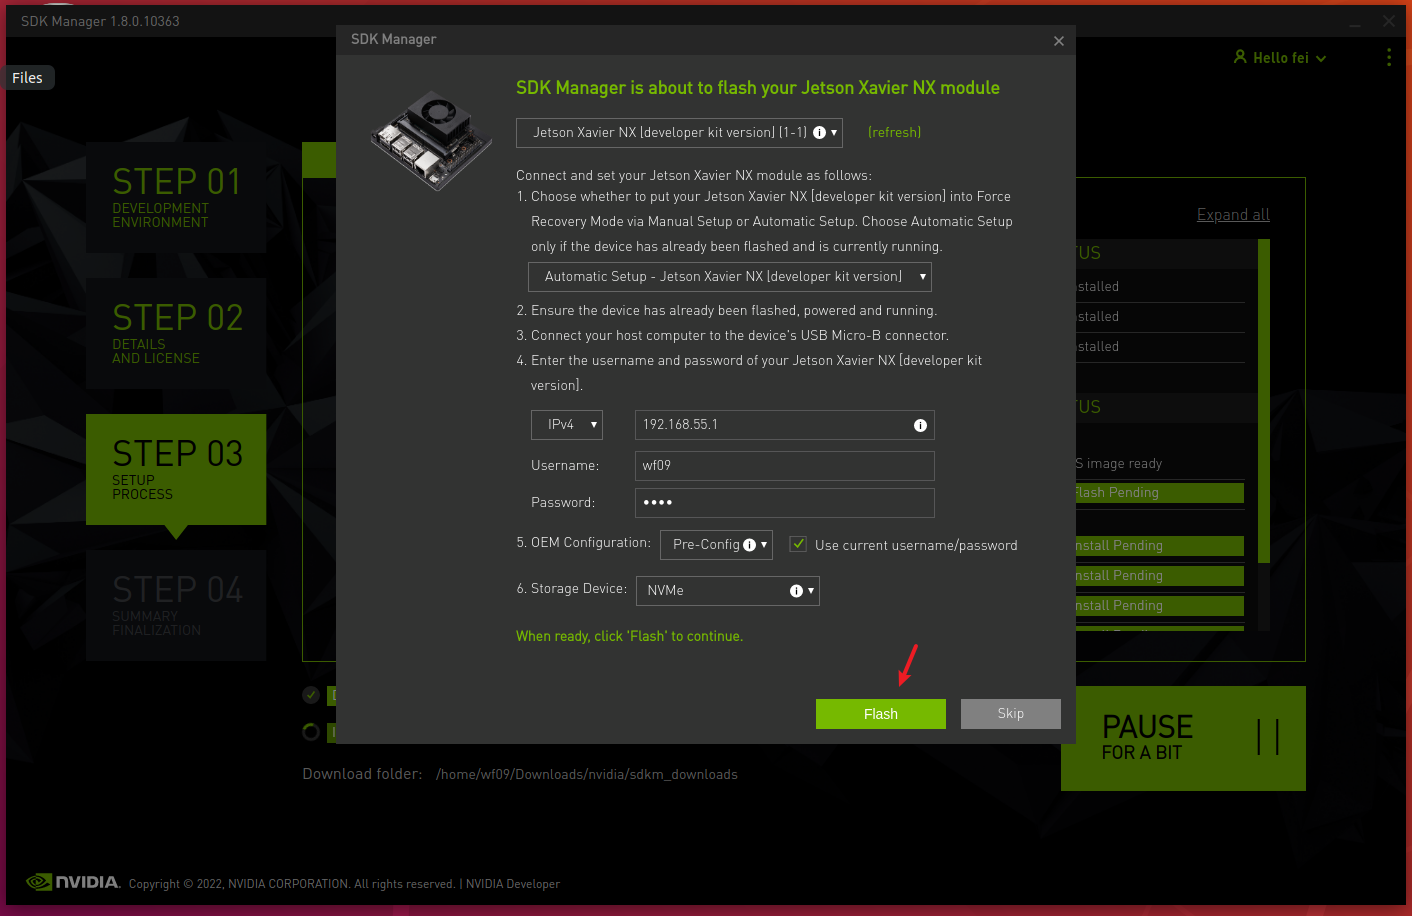 SDK Manager 1.8.0.10363
SDK Manager
Files
Hello fei
SDK Manager is about to flash your Jetson Xavier NX module
Jetson Xavier NX [developer kit version] (1-1)
(refresh)
Connect and set your Jetson Xavier NX module as follows:
1. Choose whether to put your Jetson Xavier NX [developer kit version] into Force
Recovery Mode via Manual Setup or Automatic Setup. Choose Automatic Setup
only if the device has already been flashed and is currently running.
Automatic Setup - Jetson Xavier NX [developer kit version]
2. Ensure the device has already been flashed, powered and running.
3. Connect your host computer to the device's USB Micro-B connector.
4. Enter the username and password of your Jetson Xavier NX [developer kit
version].
IPv4
192.168.55.1
Username:
wf09
Password:
••••
5. OEM Configuration:
Pre-Config
Use current username/password
6. Storage Device:
NVMe
When ready, click 'Flash' to continue.
Flash
Skip
STEP 01
DEVELOPMENT
ENVIRONMENT
STEP 02
DETAILS
AND LICENSE
STEP 03
SETUP
PROCESS
STEP 04
SUMMARY
FINALIZATION
Expand all
TUS
nstalled
nstalled
nstalled
TUS
S image ready
Flash Pending
nstall Pending
nstall Pending
nstall Pending
PAUSE
FOR A BIT
Download folder: /home/wf09/Downloads/nvidia/sdkm_downloads
NVIDIA. Copyright © 2022, NVIDIA CORPORATION. All rights reserved. | NVIDIA Developer